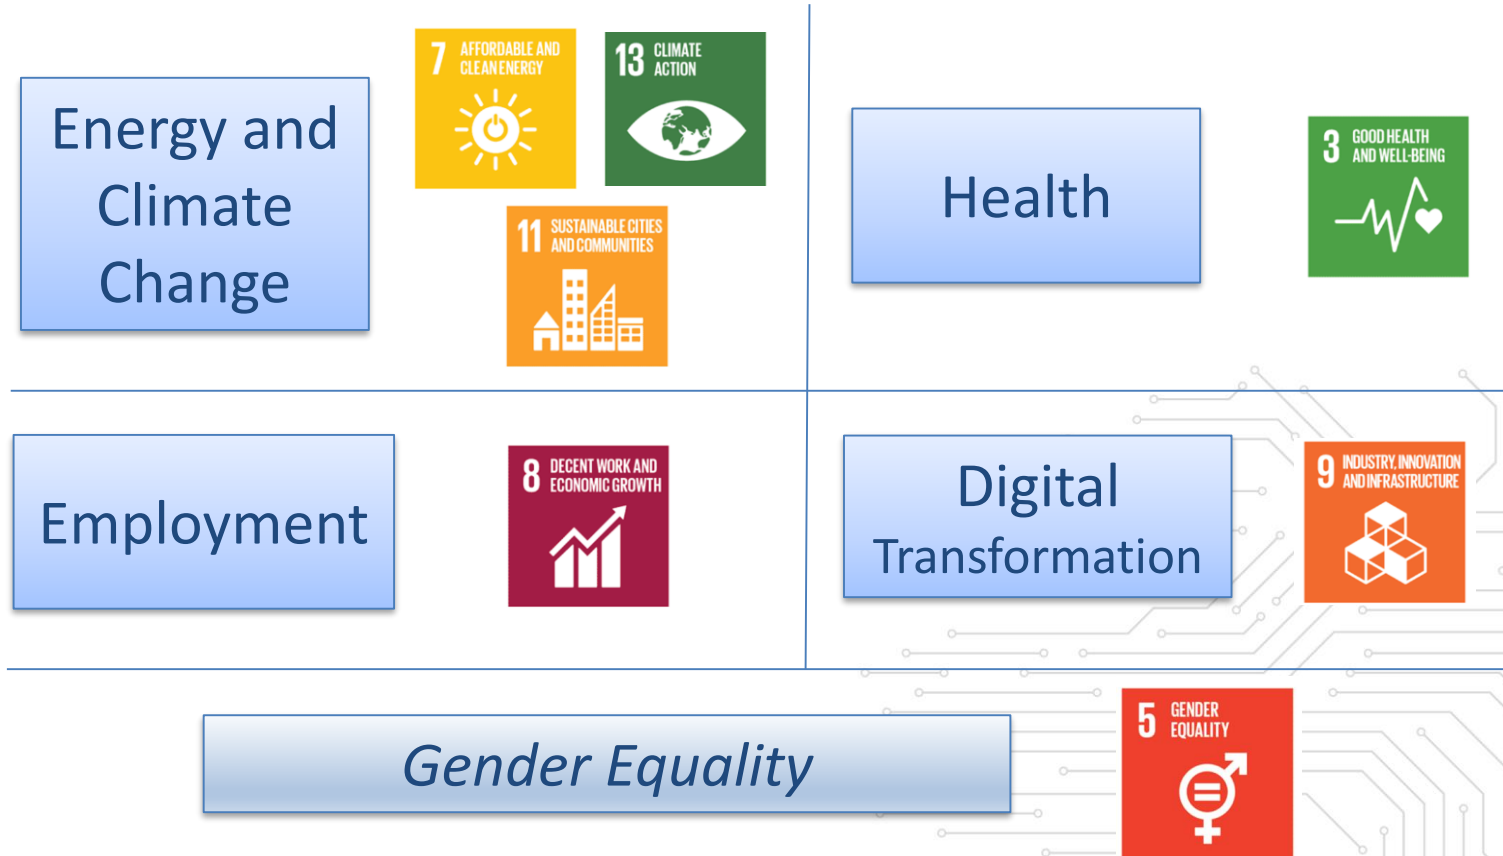 Energy and
Climate
Change
7 AFFORDABLE AND
CLEAN ENERGY
13 CLIMATE
ACTION
11 SUSTAINABLE CITIES
AND COMMUNITIES
Health
3 GOOD HEALTH
AND WELL-BEING
Employment
8 DECENT WORK AND
ECONOMIC GROWTH
Digital
Transformation
9 INDUSTRY, INNOVATION
AND INFRASTRUCTURE
Gender Equality
5 GENDER
EQUALITY